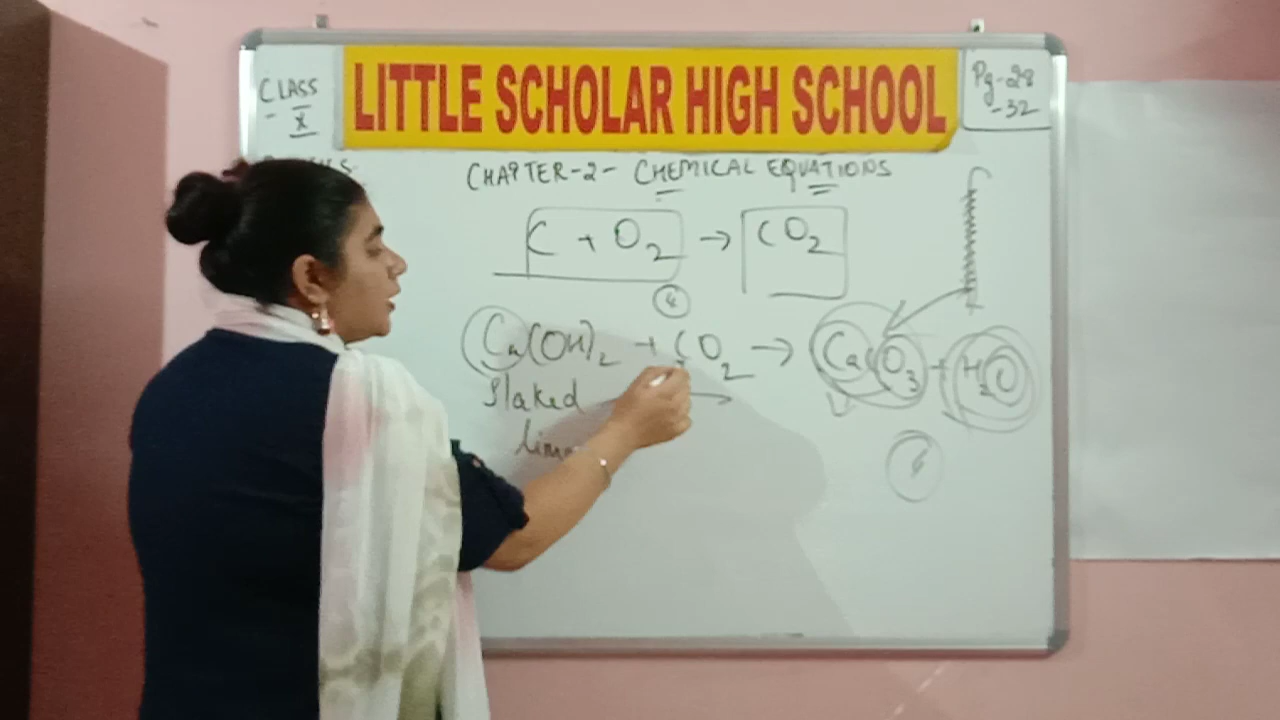 CLASS
X
LITTLE SCHOLAR HIGH SCHOOL
Pg-28
-32
CHAPTER-2- CHEMICAL EQUATIONS
C + O2 → CO2
Ca(OH)2 + CO2 → CaCO3 + H2O
Slaked